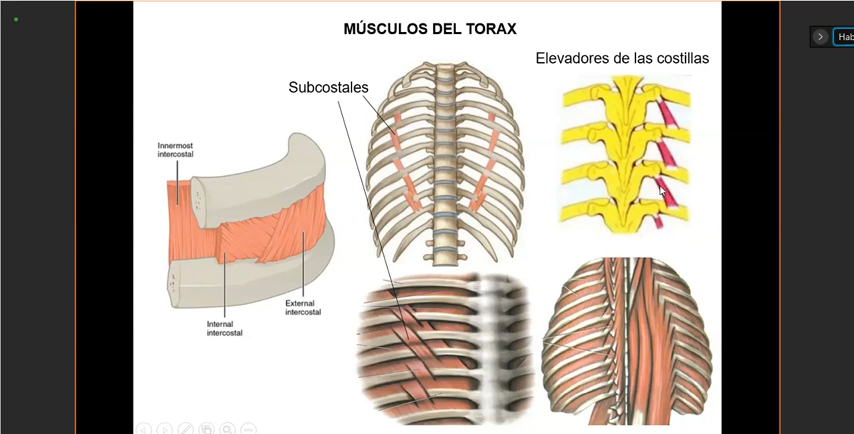 MÚSCULOS DEL TORAX
Elevadores de las costillas
Subcostales
Innermost
intercostal
External
intercostal
Internal
intercostal
Hab